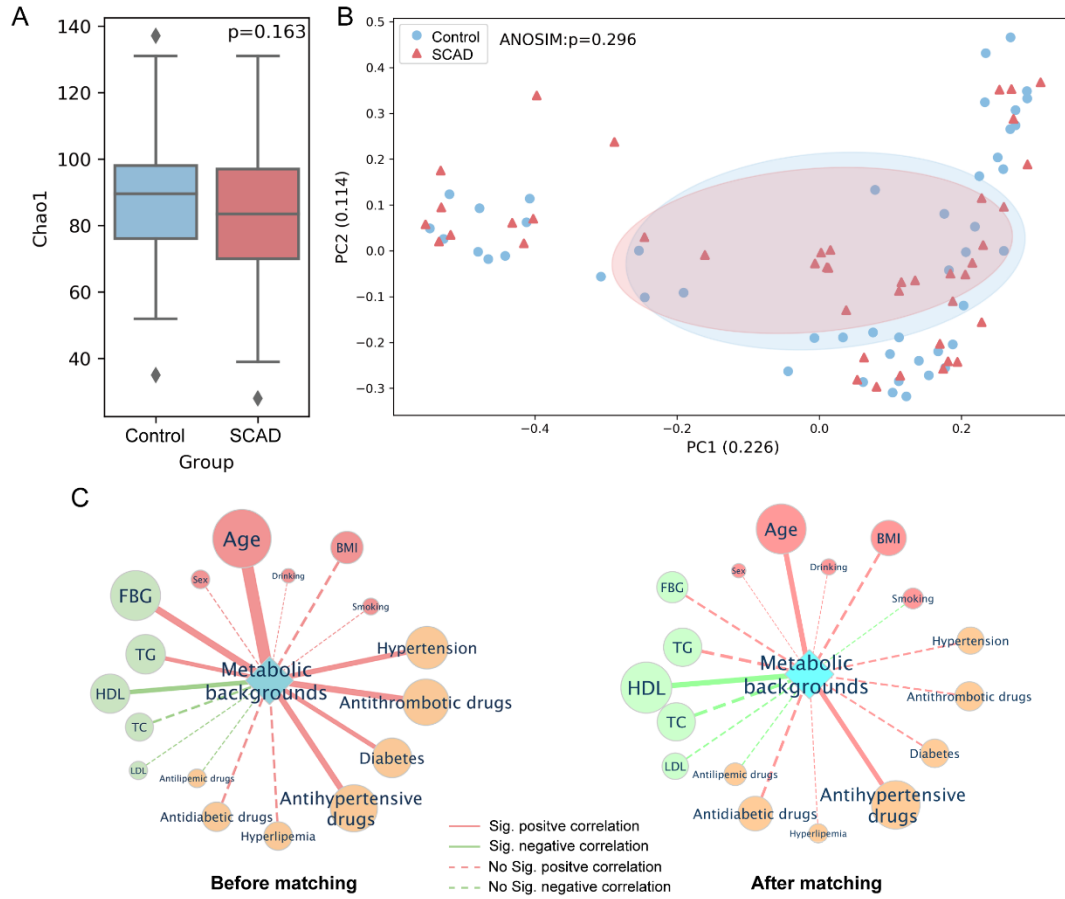 A
p=0.163
140
120
100
80
60
40
Chao1
Control
SCAD
Group
B
Control
SCAD
ANOSIM:p=0.296
0.5
0.4
0.3
0.2
0.1
0.0
−0.1
−0.2
−0.3
PC2 (0.114)
−0.4
−0.2
0.0
0.2
PC1 (0.226)
C
Age
BMI
Sex
Drinking
Smoking
FBG
TG
HDL
TC
LDL
Metabolic
backgrounds
Hypertension
Antithrombotic drugs
Diabetes
Antihypertensive
drugs
Antilipemic drugs
Antidiabetic drugs
Hyperlipemia
Before matching
Sig. positve correlation
Sig. negative correlation
No Sig. positve correlation
No Sig. negative correlation
Age
BMI
Sex
Drinking
Smoking
FBG
TG
HDL
TC
LDL
Metabolic
backgrounds
Hypertension
Antithrombotic drugs
Diabetes
Antihypertensive
drugs
Antilipemic drugs
Antidiabetic drugs
Hyperlipemia
After matching